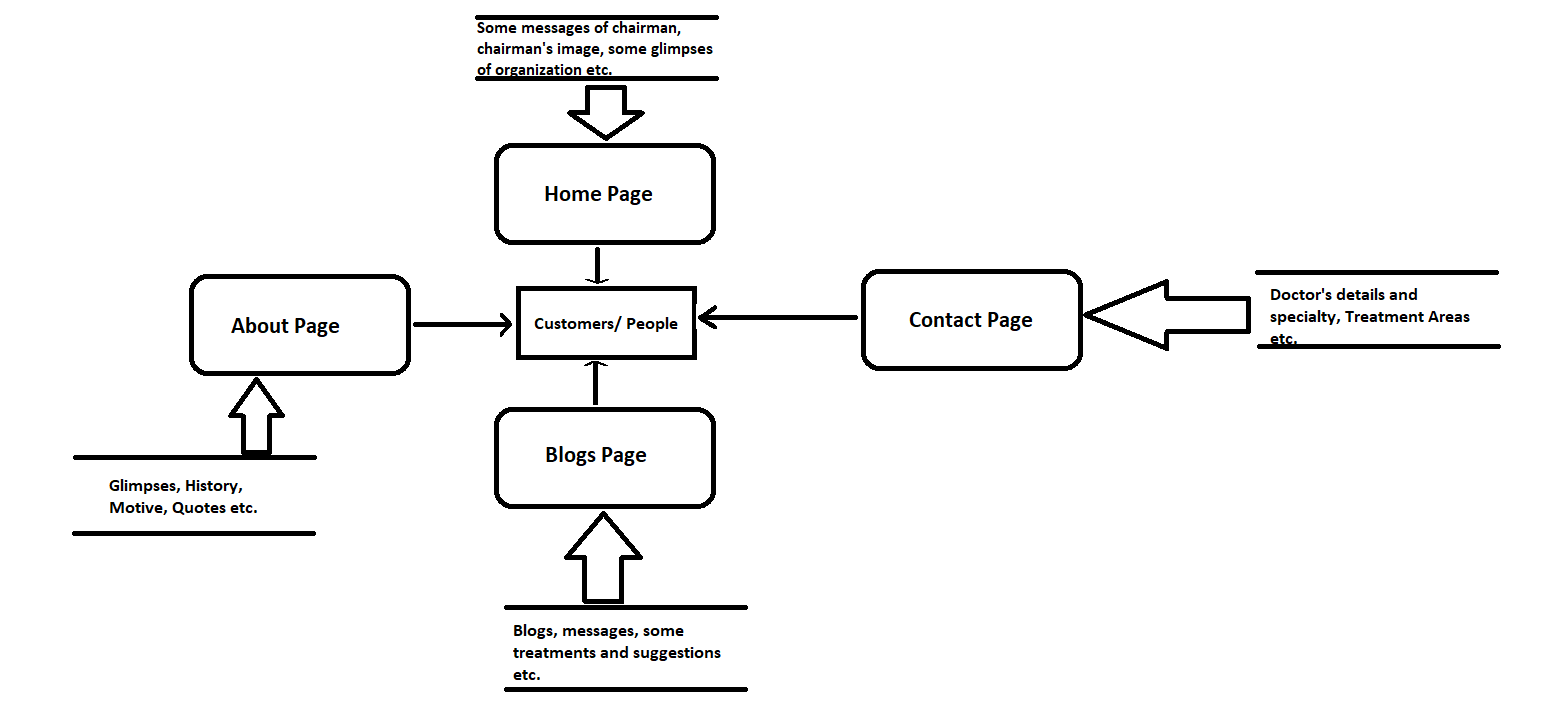 Some messages of chairman,
chairman's image, some glimpses
of organization etc.
Home Page
About Page
Customers/ People
Contact Page
Doctor's details and
specialty, Treatment Areas
etc.
Glimpses, History,
Motive, Quotes etc.
Blogs Page
Blogs, messages, some
treatments and suggestions
etc.